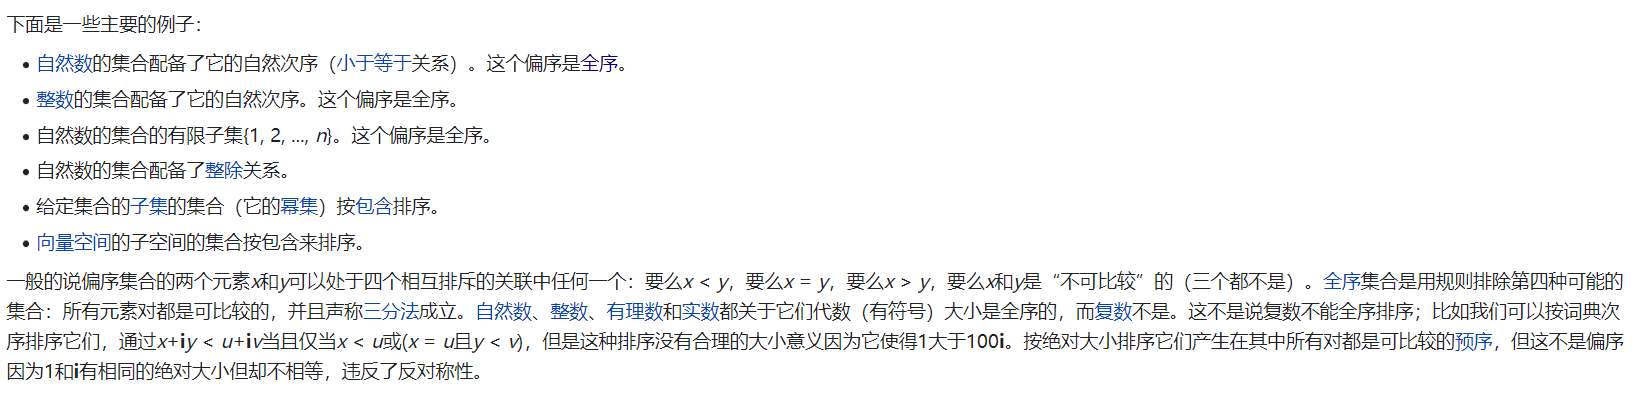 下面是一些主要的例子：
• 自然数的集合配备了它的自然次序（小于等于关系）。这个偏序是全序。
• 整数的集合配备了它的自然次序。这个偏序是全序。
• 自然数的集合的有限子集{1, 2, ..., n}。这个偏序是全序。
• 自然数的集合配备了整除关系。
• 给定集合的子集的集合（它的幂集）按包含排序。
• 向量空间的子空间的集合按包含来排序。
一般的说偏序集合的两个元素x和y可以处于四个相互排斥的关联中任何一个：要么x < y，要么x = y，要么x > y，要么x和y是“不可比较”的（三个都不是）。全序集合是用规则排除第四种可能的
集合：所有元素对都是可比较的，并且声称三分法成立。自然数、整数、有理数和实数都关于它们代数（有符号）大小是全序的，而复数不是。这不是说复数不能全序排序；比如我们可以按词典次
序排序它们，通过x+iy < u+iv当且仅当x < u或(x = u且y < v)，但是这种排序没有合理的大小意义因为它使得1大于100i。按绝对大小排序它们产生在其中所有对都是可比较的预序，但这不是偏序
因为1和i有相同的绝对大小但却不相等，违反了反对称性。